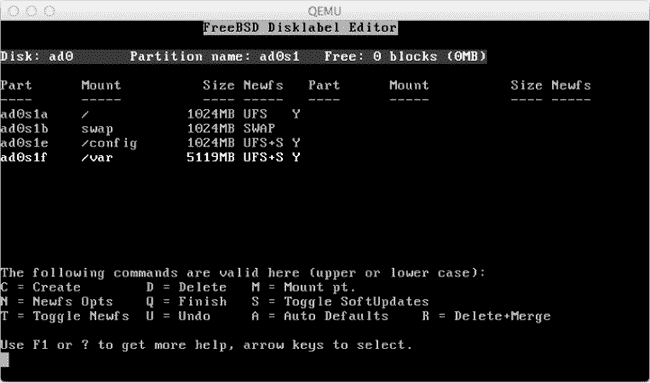 QEMU
FreeBSD Disklabel Editor
Disk: ad0 Partition name: ad0s1 Free: 0 blocks (0MB)
Part Mount Size Newfs Part Mount Size Newfs
---- ----- ---- ----- ---- ----- ---- -----
ad0s1a / 1024MB UFS Y
ad0s1b swap 1024MB SWAP
ad0s1e /config 1024MB UFS+S Y
ad0s1f /var 5119MB UFS+S Y
The following commands are valid here (upper or lower case):
C = Create D = Delete M = Mount pt.
N = Newfs Opts Q = Finish S = Toggle SoftUpdates
T = Toggle Newfs U = Undo A = Auto Defaults R = Delete+Merge
Use F1 or ? to get more help, arrow keys to select.